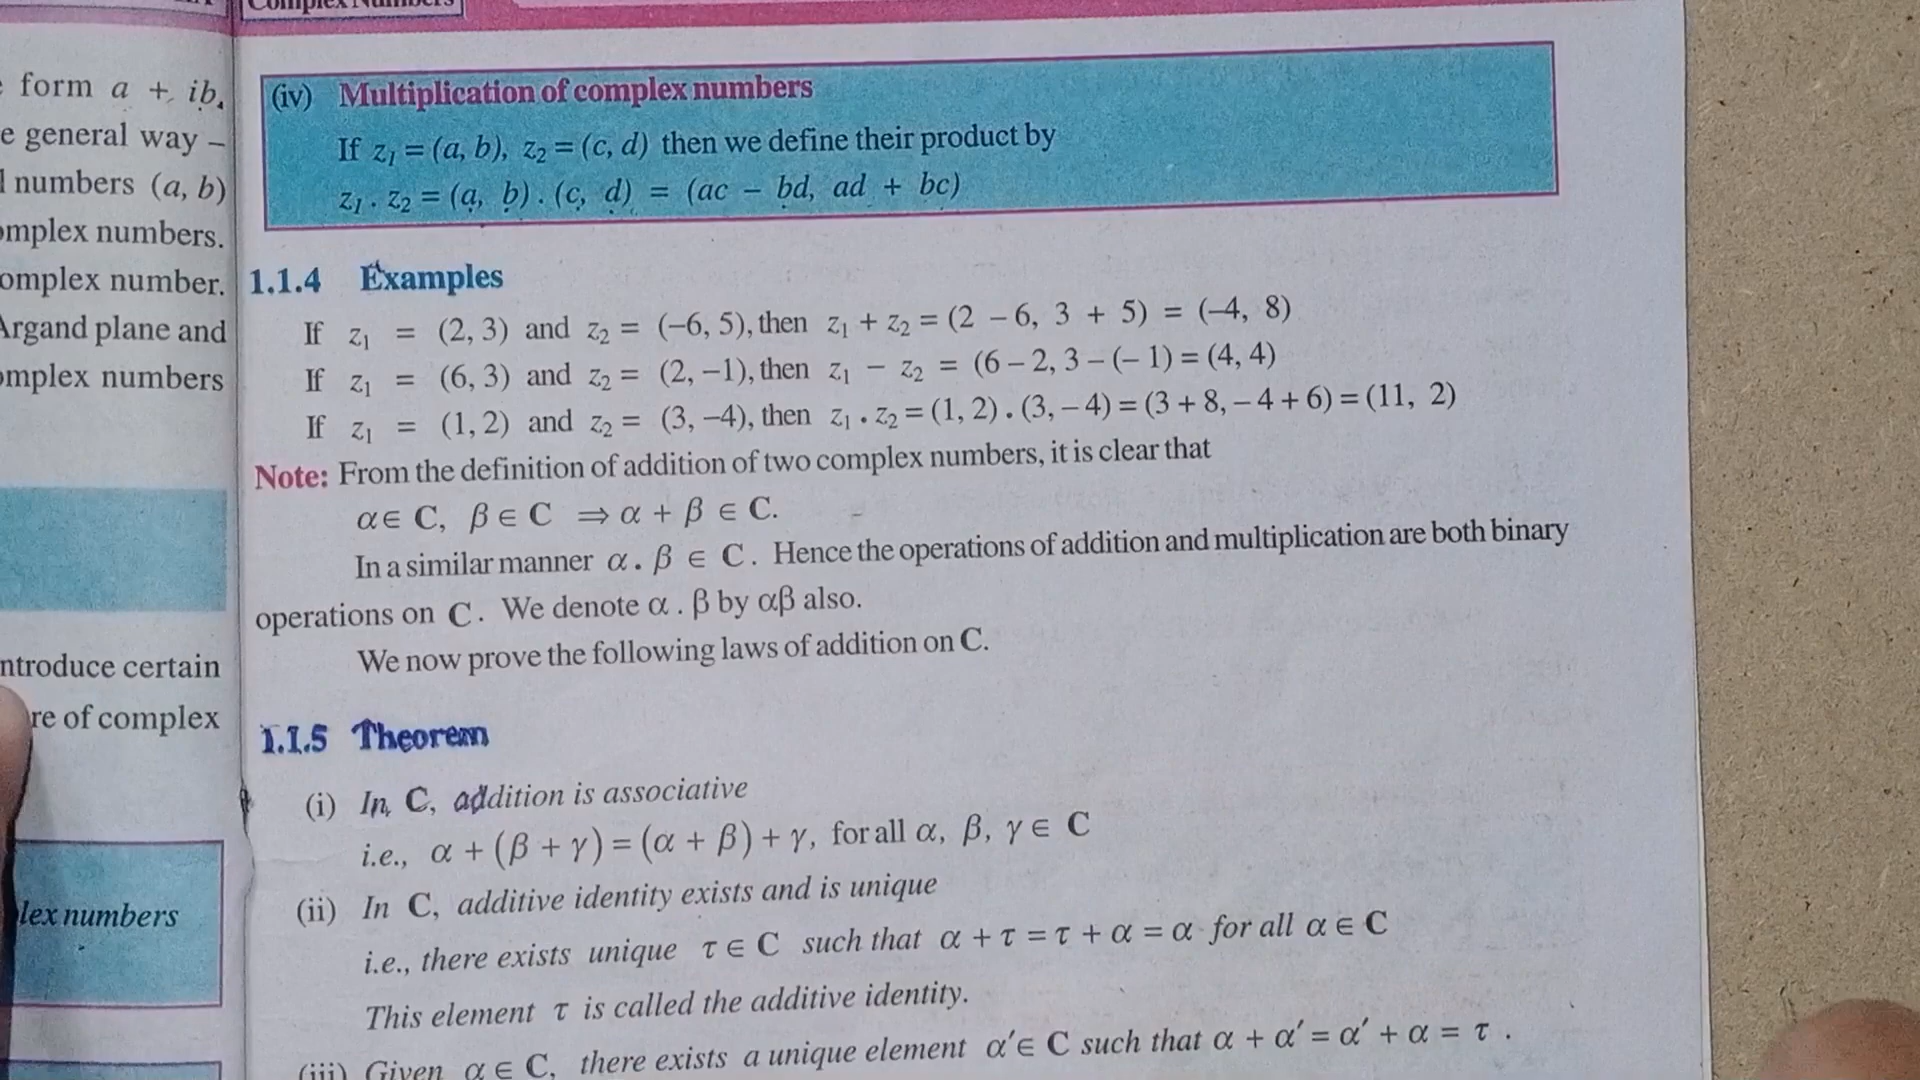 Complex Numbers
form a + ib.
e general way –
numbers (a, b)
omplex numbers.
omplex number.
Argand plane and
omplex numbers
ntroduce certain
re of complex
lex numbers
(iv) Multiplication of complex numbers
If z₁ = (a, b), z₂ = (c, d) then we define their product by
z₁ . z₂ = (a, b) . (c, d) = (ac – bd, ad + bc)
1.1.4 Examples
If z₁ = (2, 3) and z₂ = (–6, 5), then z₁ + z₂ = (2 – 6, 3 + 5) = (–4, 8)
If z₁ = (6, 3) and z₂ = (2, –1), then z₁ – z₂ = (6 – 2, 3 – (– 1) = (4, 4)
If z₁ = (1, 2) and z₂ = (3, –4), then z₁ . z₂ = (1, 2) . (3, – 4) = (3 + 8, – 4 + 6) = (11, 2)
Note: From the definition of addition of two complex numbers, it is clear that
α ∈ C, β ∈ C ⇒ α + β ∈ C.
In a similar manner α . β ∈ C. Hence the operations of addition and multiplication are both binary
operations on C. We denote α . β by αβ also.
We now prove the following laws of addition on C.
1.1.5 Theorem
(i) In C, addition is associative
i.e., α + (β + γ) = (α + β) + γ, for all α, β, γ ∈ C
(ii) In C, additive identity exists and is unique
i.e., there exists unique τ ∈ C such that α + τ = τ + α = α for all α ∈ C
This element τ is called the additive identity.
(iii) Given α ∈ C, there exists a unique element α′ ∈ C such that α + α′ = α′ + α = τ .